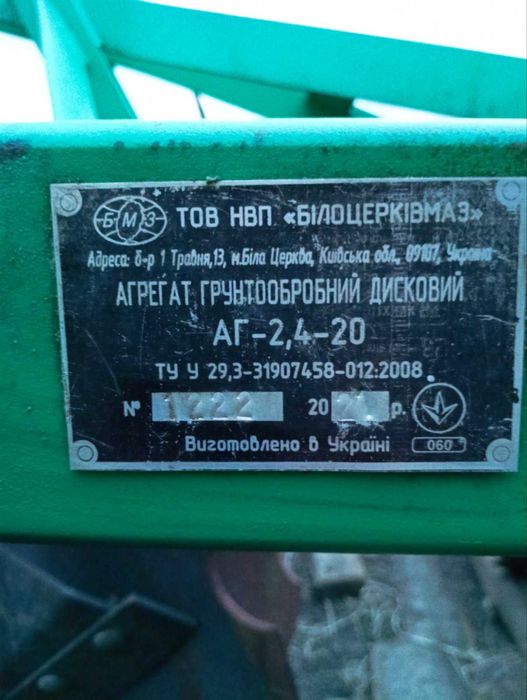 БМЗ ТОВ НВП «БІЛОЦЕРКІВМАЗ»
Адреса: б-р 1 Травня,13, м.Біла Церква, Київська обл., 09107, Україна
АГРЕГАТ ГРУНТООБРОБНИЙ ДИСКОВИЙ
АГ-2,4-20
ТУ У 29,3-31907458-012:2008
№ 1222 20 р.
Виготовлено в Україні 060